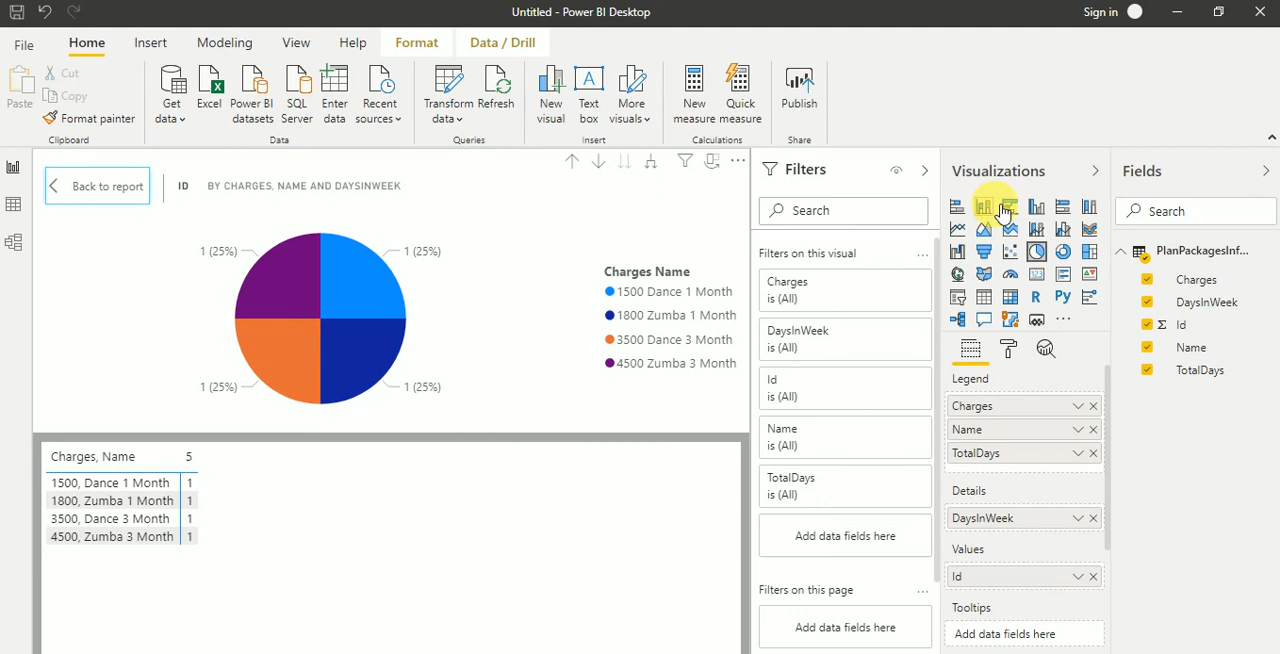 Untitled - Power BI Desktop
Sign in
File Home Insert Modeling View Help Format Data / Drill
Paste
Cut
Copy
Format painter
Clipboard
Get data
Excel
Power BI datasets
SQL Server
Enter data
Recent sources
Data
Transform data
Refresh
Queries
New visual
Text box
More visuals
Insert
New measure
Quick measure
Calculations
Publish
Share
Back to report
ID BY CHARGES, NAME AND DAYSINWEEK
1 (25%)
1 (25%)
1 (25%)
1 (25%)
Charges Name
1500 Dance 1 Month
1800 Zumba 1 Month
3500 Dance 3 Month
4500 Zumba 3 Month
Charges, Name 5
1500, Dance 1 Month 1
1800, Zumba 1 Month 1
3500, Dance 3 Month 1
4500, Zumba 3 Month 1
Filters
Search
Filters on this visual
Charges
is (All)
DaysInWeek
is (All)
Id
is (All)
Name
is (All)
TotalDays
is (All)
Add data fields here
Filters on this page
Add data fields here
Visualizations
R Py
123
Legend
Charges
Name
TotalDays
Details
DaysInWeek
Values
Id
Tooltips
Add data fields here
Fields
Search
PlanPackagesInf...
Charges
DaysInWeek
Σ Id
Name
TotalDays